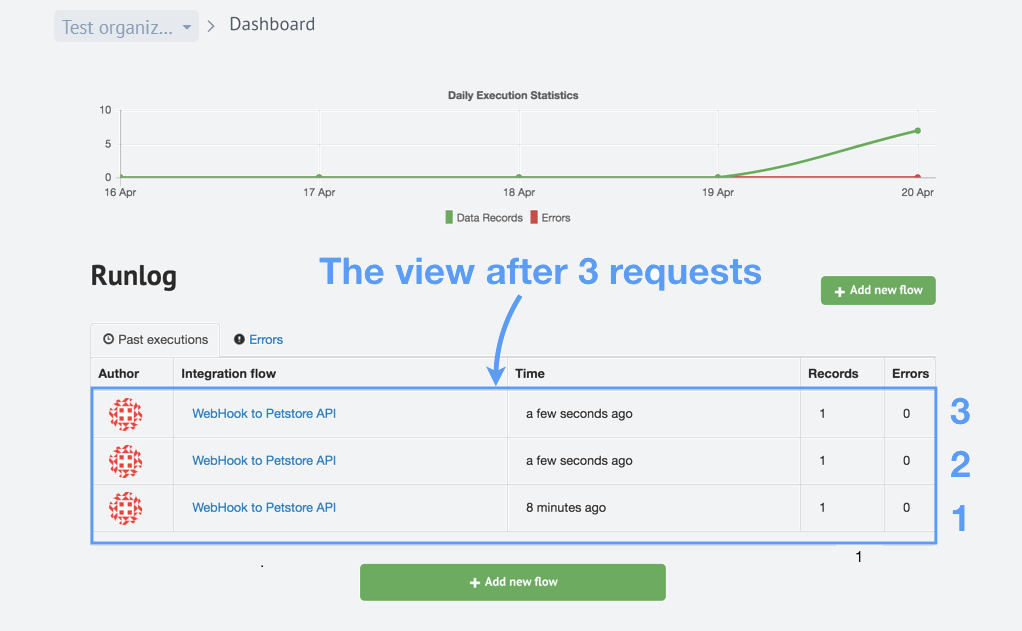 Test organiz... > Dashboard
Daily Execution Statistics
10
5
0
16 Apr 17 Apr 18 Apr 19 Apr 20 Apr
Data Records Errors
The view after 3 requests
Runlog
+ Add new flow
Past executions Errors
Author Integration flow Time Records Errors
WebHook to Petstore API a few seconds ago 1 0 3
WebHook to Petstore API a few seconds ago 1 0 2
WebHook to Petstore API 8 minutes ago 1 0 1
1
.
+ Add new flow